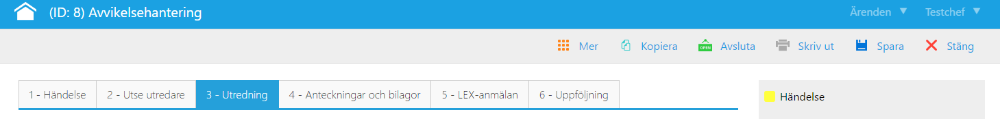 (ID: 8) Avvikelsehantering
Ärenden
Testchef
Mer
Kopiera
OPEN
Avsluta
Skriv ut
Spara
Stäng
1 - Händelse
2 - Utse utredare
3 - Utredning
4 - Anteckningar och bilagor
5 - LEX-anmälan
6 - Uppföljning
Händelse